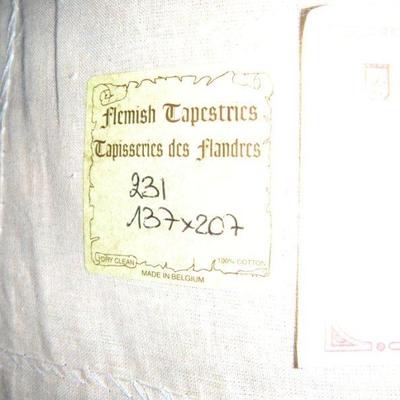 Flemish Tapestries
Tapisseries des Flandres
231
137x207
DRY CLEAN
100% COTTON
MADE IN BELGIUM